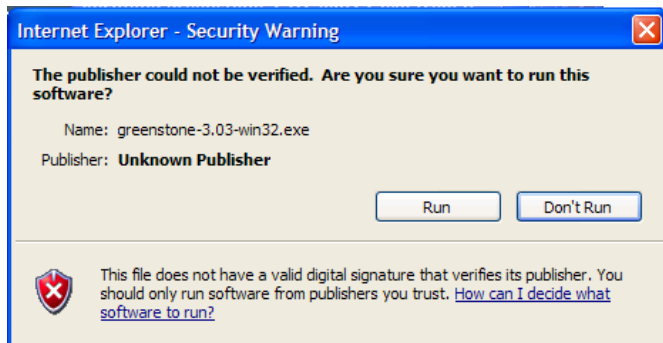 Internet Explorer - Security Warning
The publisher could not be verified.  Are you sure you want to run this
software?
Name: greenstone-3.03-win32.exe
Publisher: Unknown Publisher
Run
Don't Run
This file does not have a valid digital signature that verifies its publisher. You
should only run software from publishers you trust. How can I decide what
software to run?